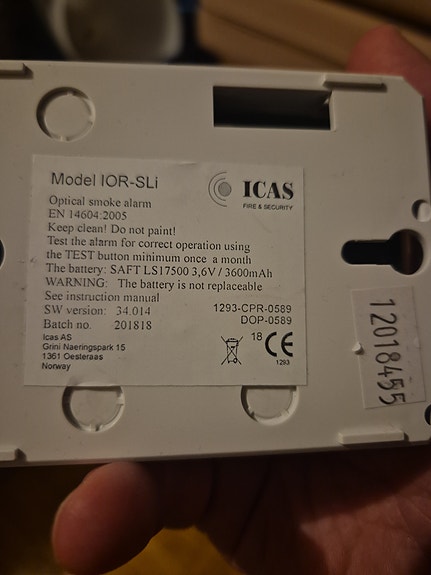 Model IOR-SLi
ICAS
FIRE & SECURITY
Optical smoke alarm
EN 14604:2005
Keep clean! Do not paint!
Test the alarm for correct operation using
the TEST button minimum once a month
The battery: SAFT LS17500 3,6V / 3600mAh
WARNING: The battery is not replaceable
See instruction manual
SW version: 34.014
Batch no. 201818
1293-CPR-0589
DOP-0589
Icas AS
Grini Naeringspark 15
1361 Oesteraas
Norway
18 CE
1293
12018455